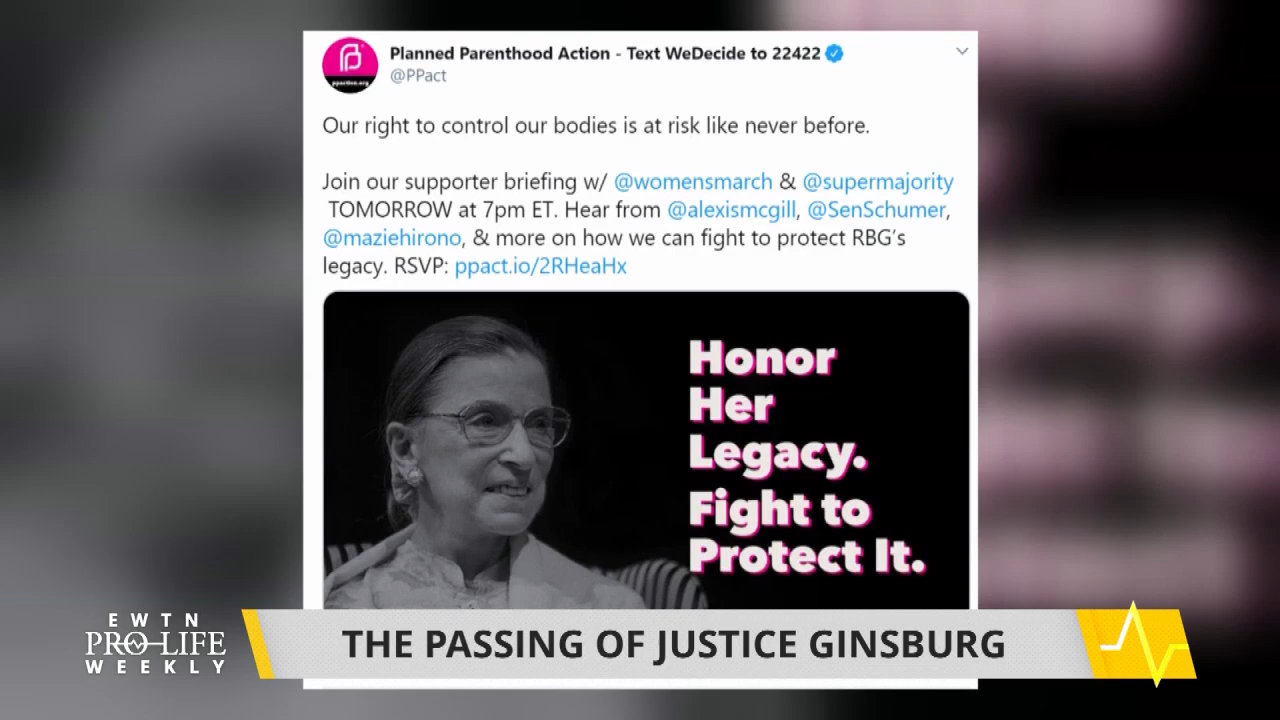 Planned Parenthood Action - Text WeDecide to 22422
@PPact
ppaction.org
Our right to control our bodies is at risk like never before.
Join our supporter briefing w/ @womensmarch & @supermajority
TOMORROW at 7pm ET. Hear from @alexismcgill, @SenSchumer,
@maziehirono, & more on how we can fight to protect RBG's
legacy. RSVP: ppact.io/2RHeaHx
Honor
Her
Legacy.
Fight to
Protect It.
EWTN
PRO-LIFE
WEEKLY
THE PASSING OF JUSTICE GINSBURG